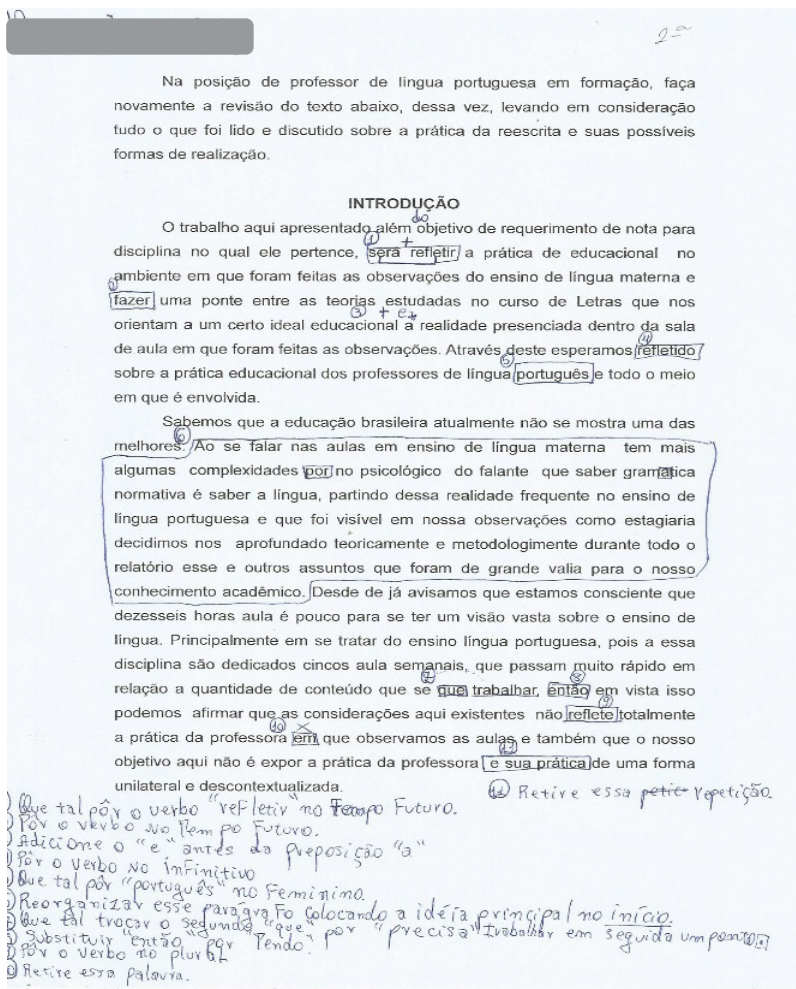 2ª
Na posição de professor de língua portuguesa em formação, faça
novamente a revisão do texto abaixo, dessa vez, levando em consideração
tudo o que foi lido e discutido sobre a prática da reescrita e suas possíveis
formas de realização.
INTRODUÇÃO
do
O trabalho aqui apresentado além objetivo de requerimento de nota para
1 +
disciplina no qual ele pertence, será refletir a prática de educacional no
ambiente em que foram feitas as observações do ensino de língua materna e
fazer uma ponte entre as teorias estudadas no curso de Letras que nos
3 + e
orientam a um certo ideal educacional a realidade presenciada dentro da sala
4
de aula em que foram feitas as observações. Através deste esperamos refletido
5
sobre a prática educacional dos professores de língua português e todo o meio
em que é envolvida.
Sabemos que a educação brasileira atualmente não se mostra uma das
6
melhores. Ao se falar nas aulas em ensino de língua materna tem mais
algumas complexidades por no psicológico do falante que saber gramatica
normativa é saber a língua, partindo dessa realidade frequente no ensino de
língua portuguesa e que foi visível em nossa observações como estagiaria
decidimos nos aprofundado teoricamente e metodologimente durante todo o
relatório esse e outros assuntos que foram de grande valia para o nosso
conhecimento acadêmico. Desde de já avisamos que estamos consciente que
dezesseis horas aula é pouco para se ter um visão vasta sobre o ensino de
língua. Principalmente em se tratar do ensino língua portuguesa, pois a essa
disciplina são dedicados cincos aula semanais, que passam muito rápido em
7 8
relação a quantidade de conteúdo que se que trabalhar, então em vista isso
9
podemos afirmar que as considerações aqui existentes não reflete totalmente
10
a prática da professora em que observamos as aulas e também que o nosso
objetivo aqui não é expor a prática da professora e sua prática de uma forma
unilateral e descontextualizada.
Retire essa repetição.
Que tal pôr o verbo "refletir" no Tempo Futuro.
Pôr o verbo no Tempo Futuro.
Adicione o "e" antes da preposição "a"
Pôr o verbo no infinitivo
Que tal pôr "português" no Feminino.
Reorganizar esse parágrafo colocando a idéia principal no início.
Que tal troçar o segundo "que" por "precisa" trabalhar em seguida um ponto.
Substituir "então" por "Tendo".
Pôr o verbo no plural
Retire essa palavra.